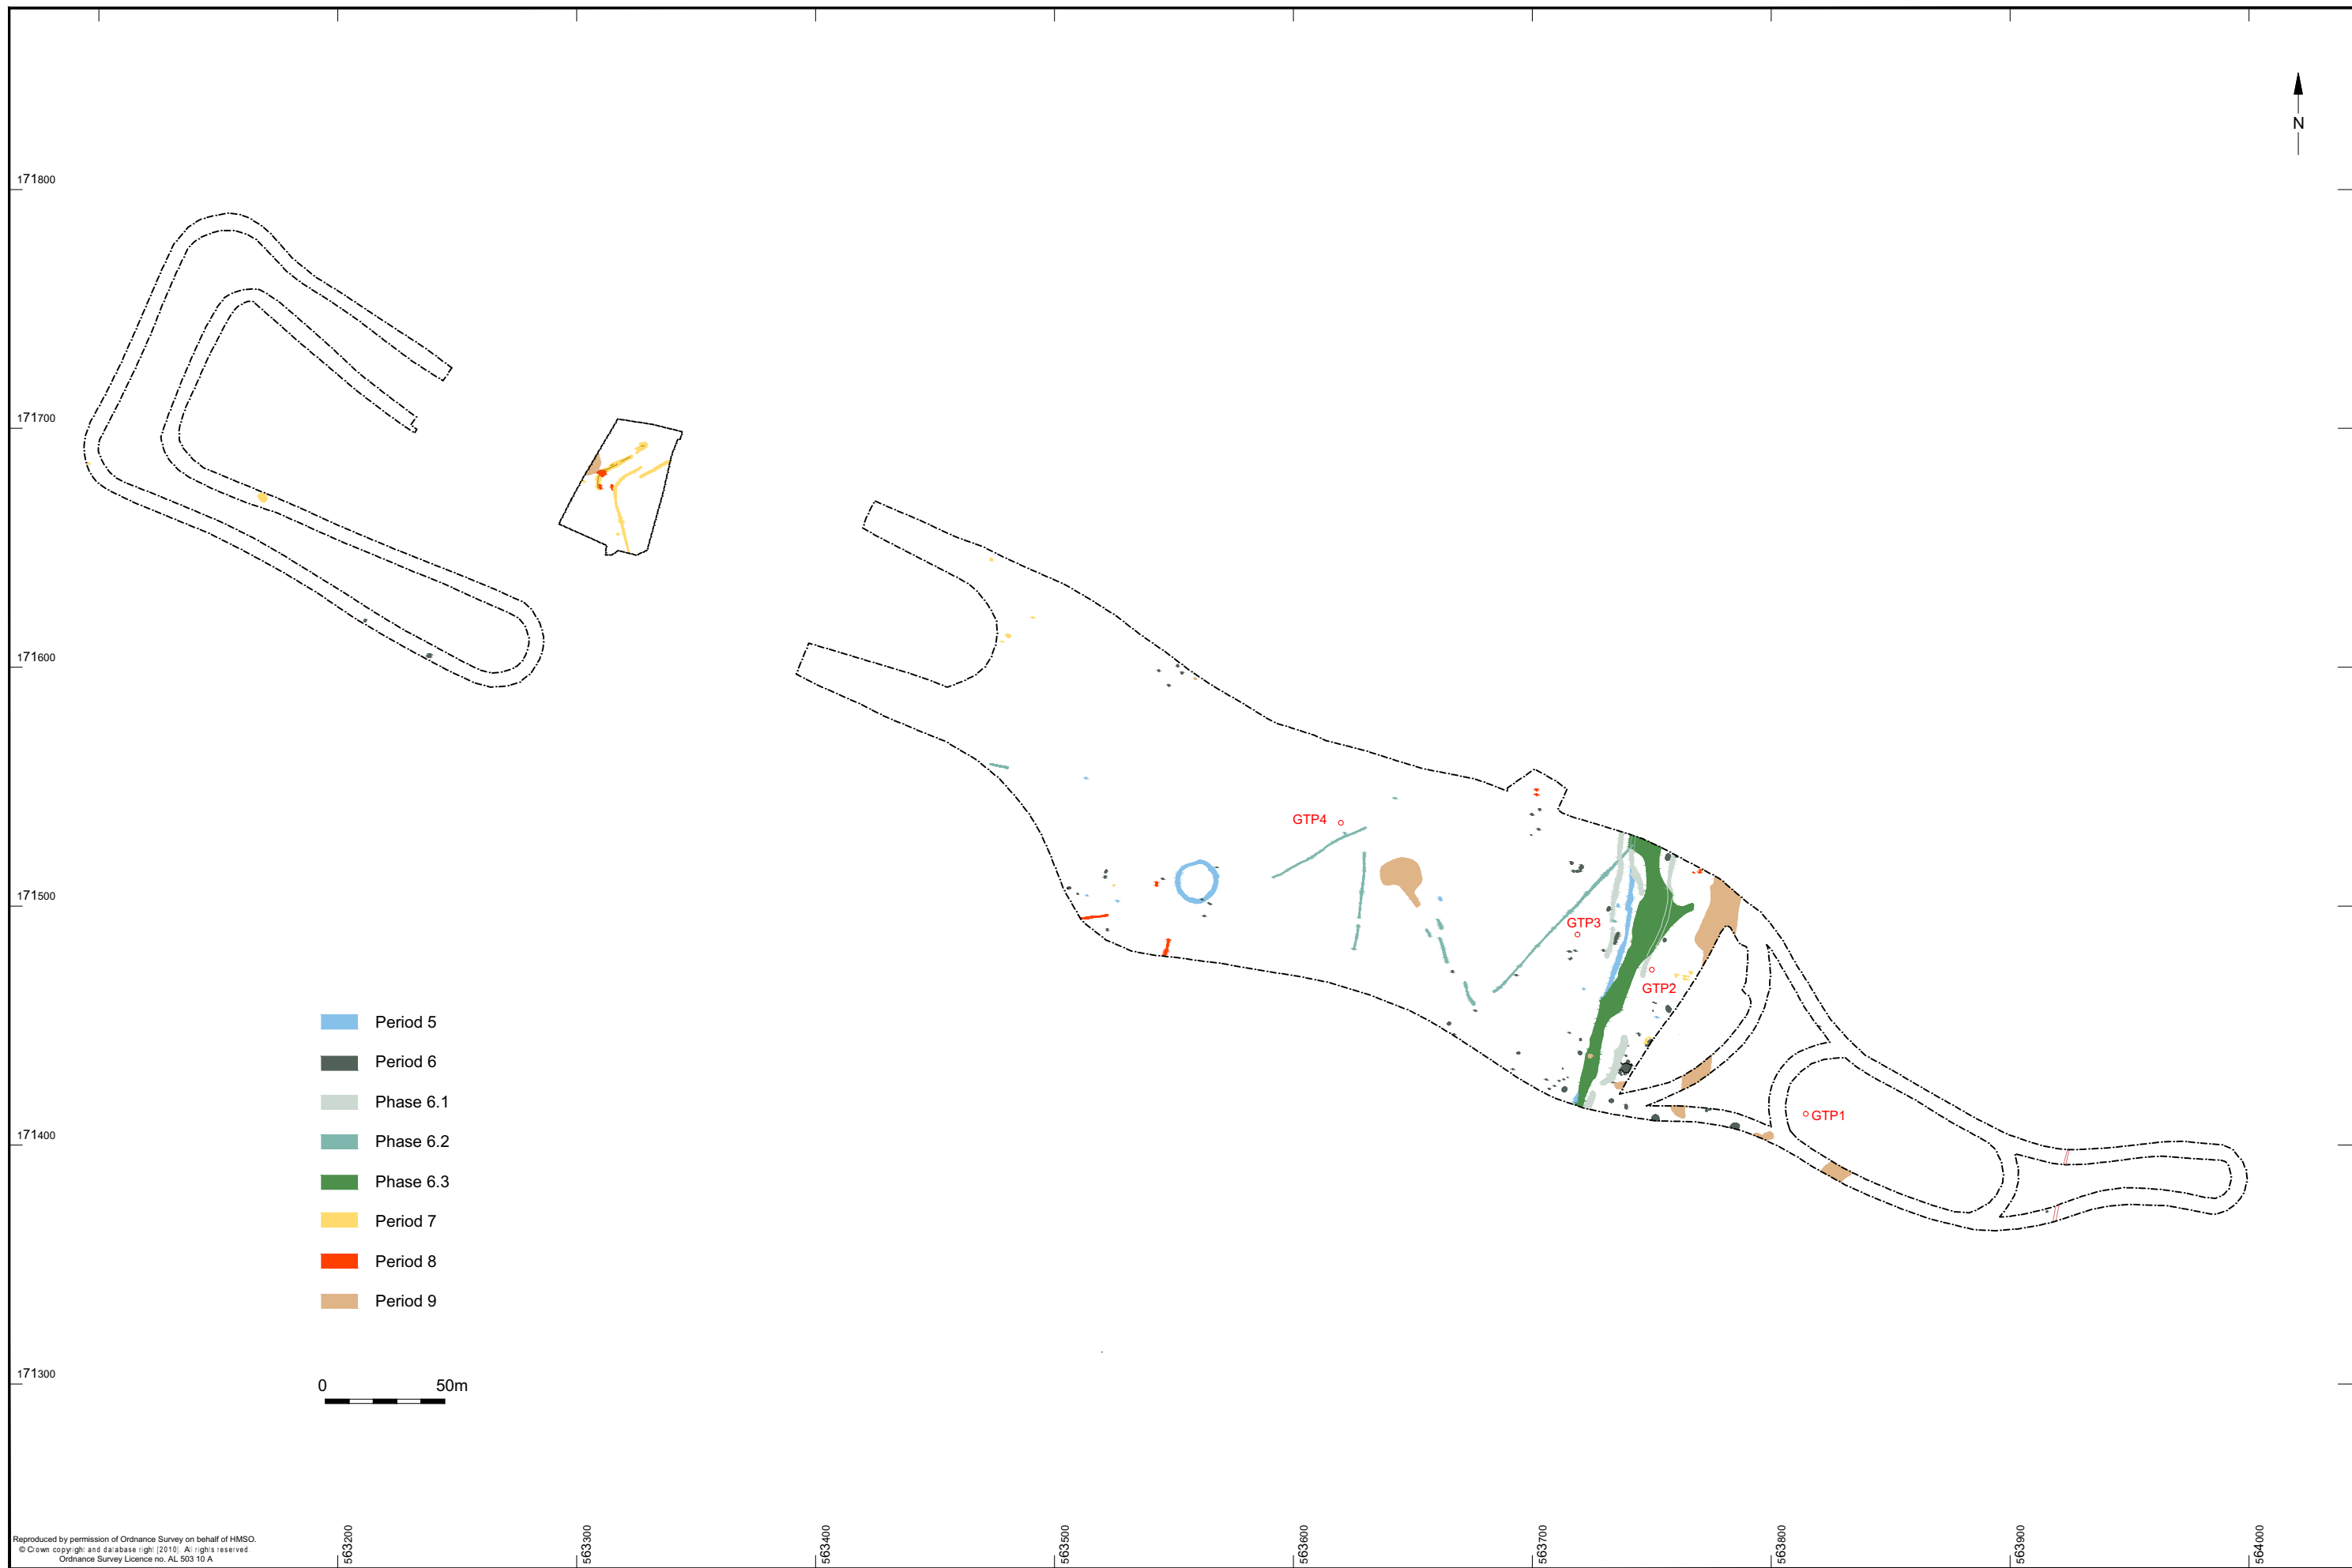 N
171800
171700
171600
171500
171400
171300
GTP4
GTP3
GTP2
GTP1
Period 5
Period 6
Phase 6.1
Phase 6.2
Phase 6.3
Period 7
Period 8
Period 9
0 50m
563200
563300
563400
563500
563600
563700
563800
563900
564000
Reproduced by permission of Ordnance Survey on behalf of HMSO.
© Crown copyright and database right [2010]. All rights reserved.
Ordnance Survey Licence no. AL 503 10 A